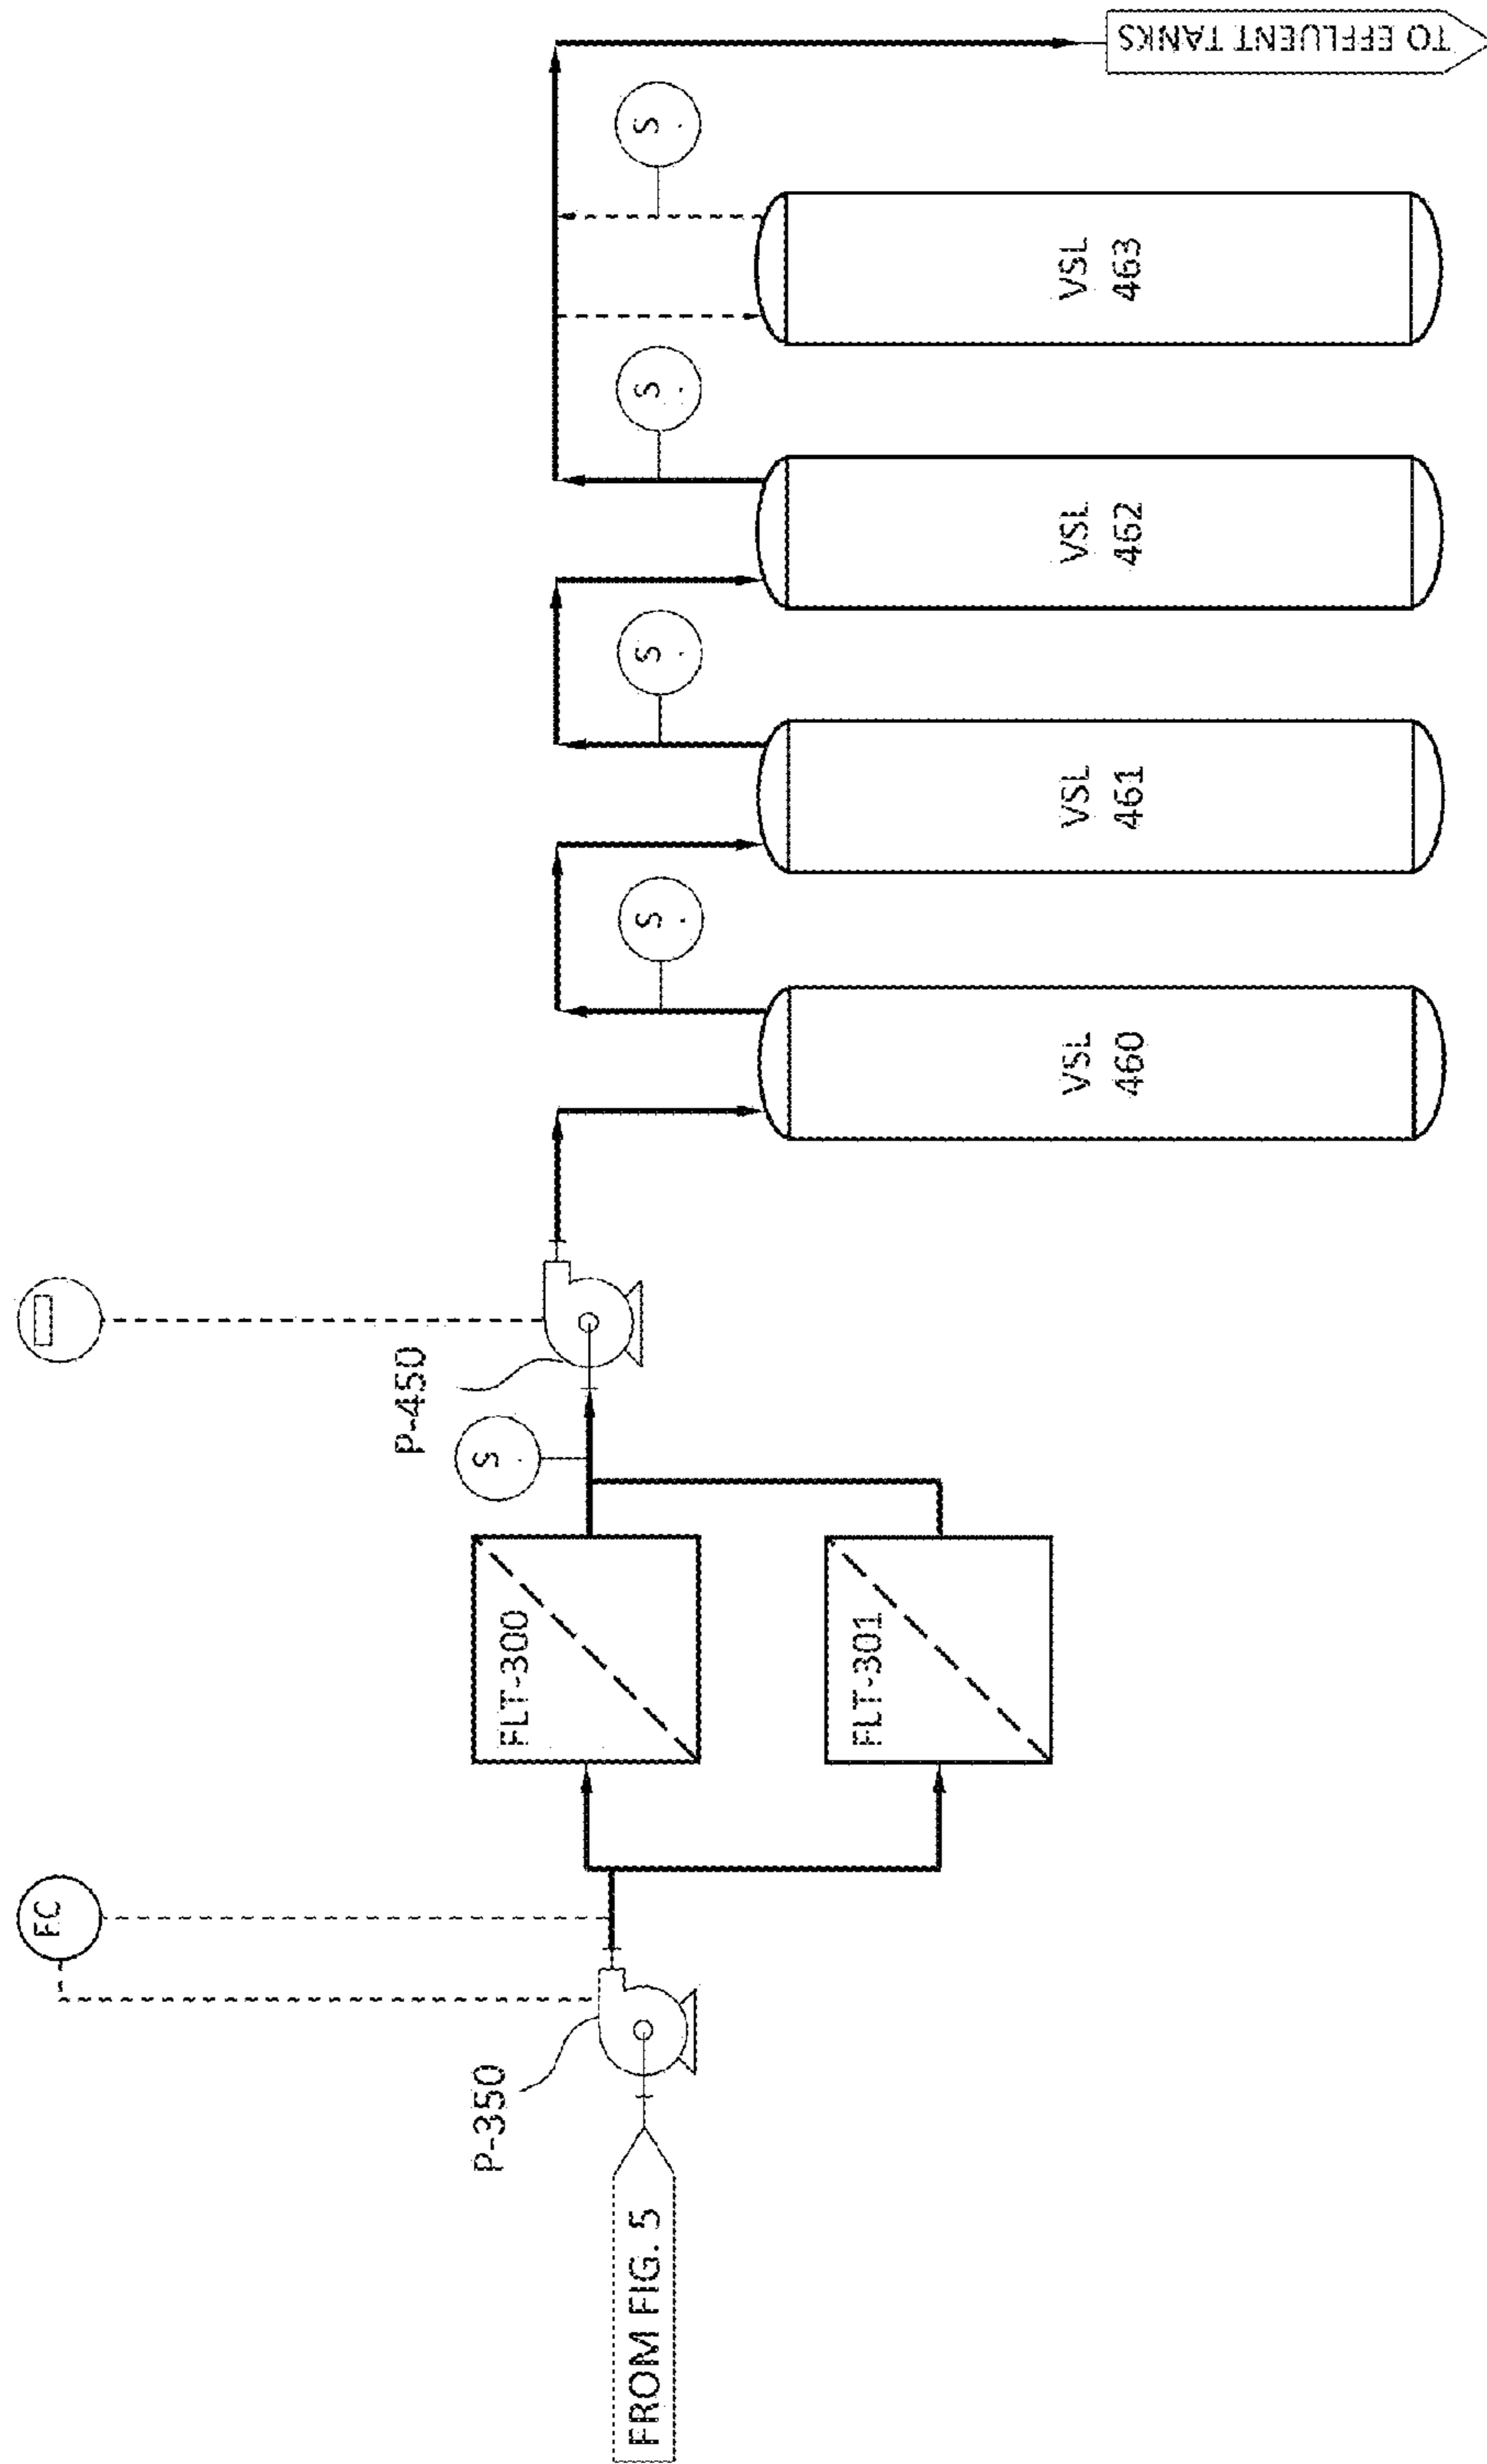 FROM FIG. 5
P-350
FC
FLT-300
FLT-301
S
P-450
VSL
460
S
VSL
461
S
VSL
462
S
VSL
463
S
TO EFFLUENT TANKS